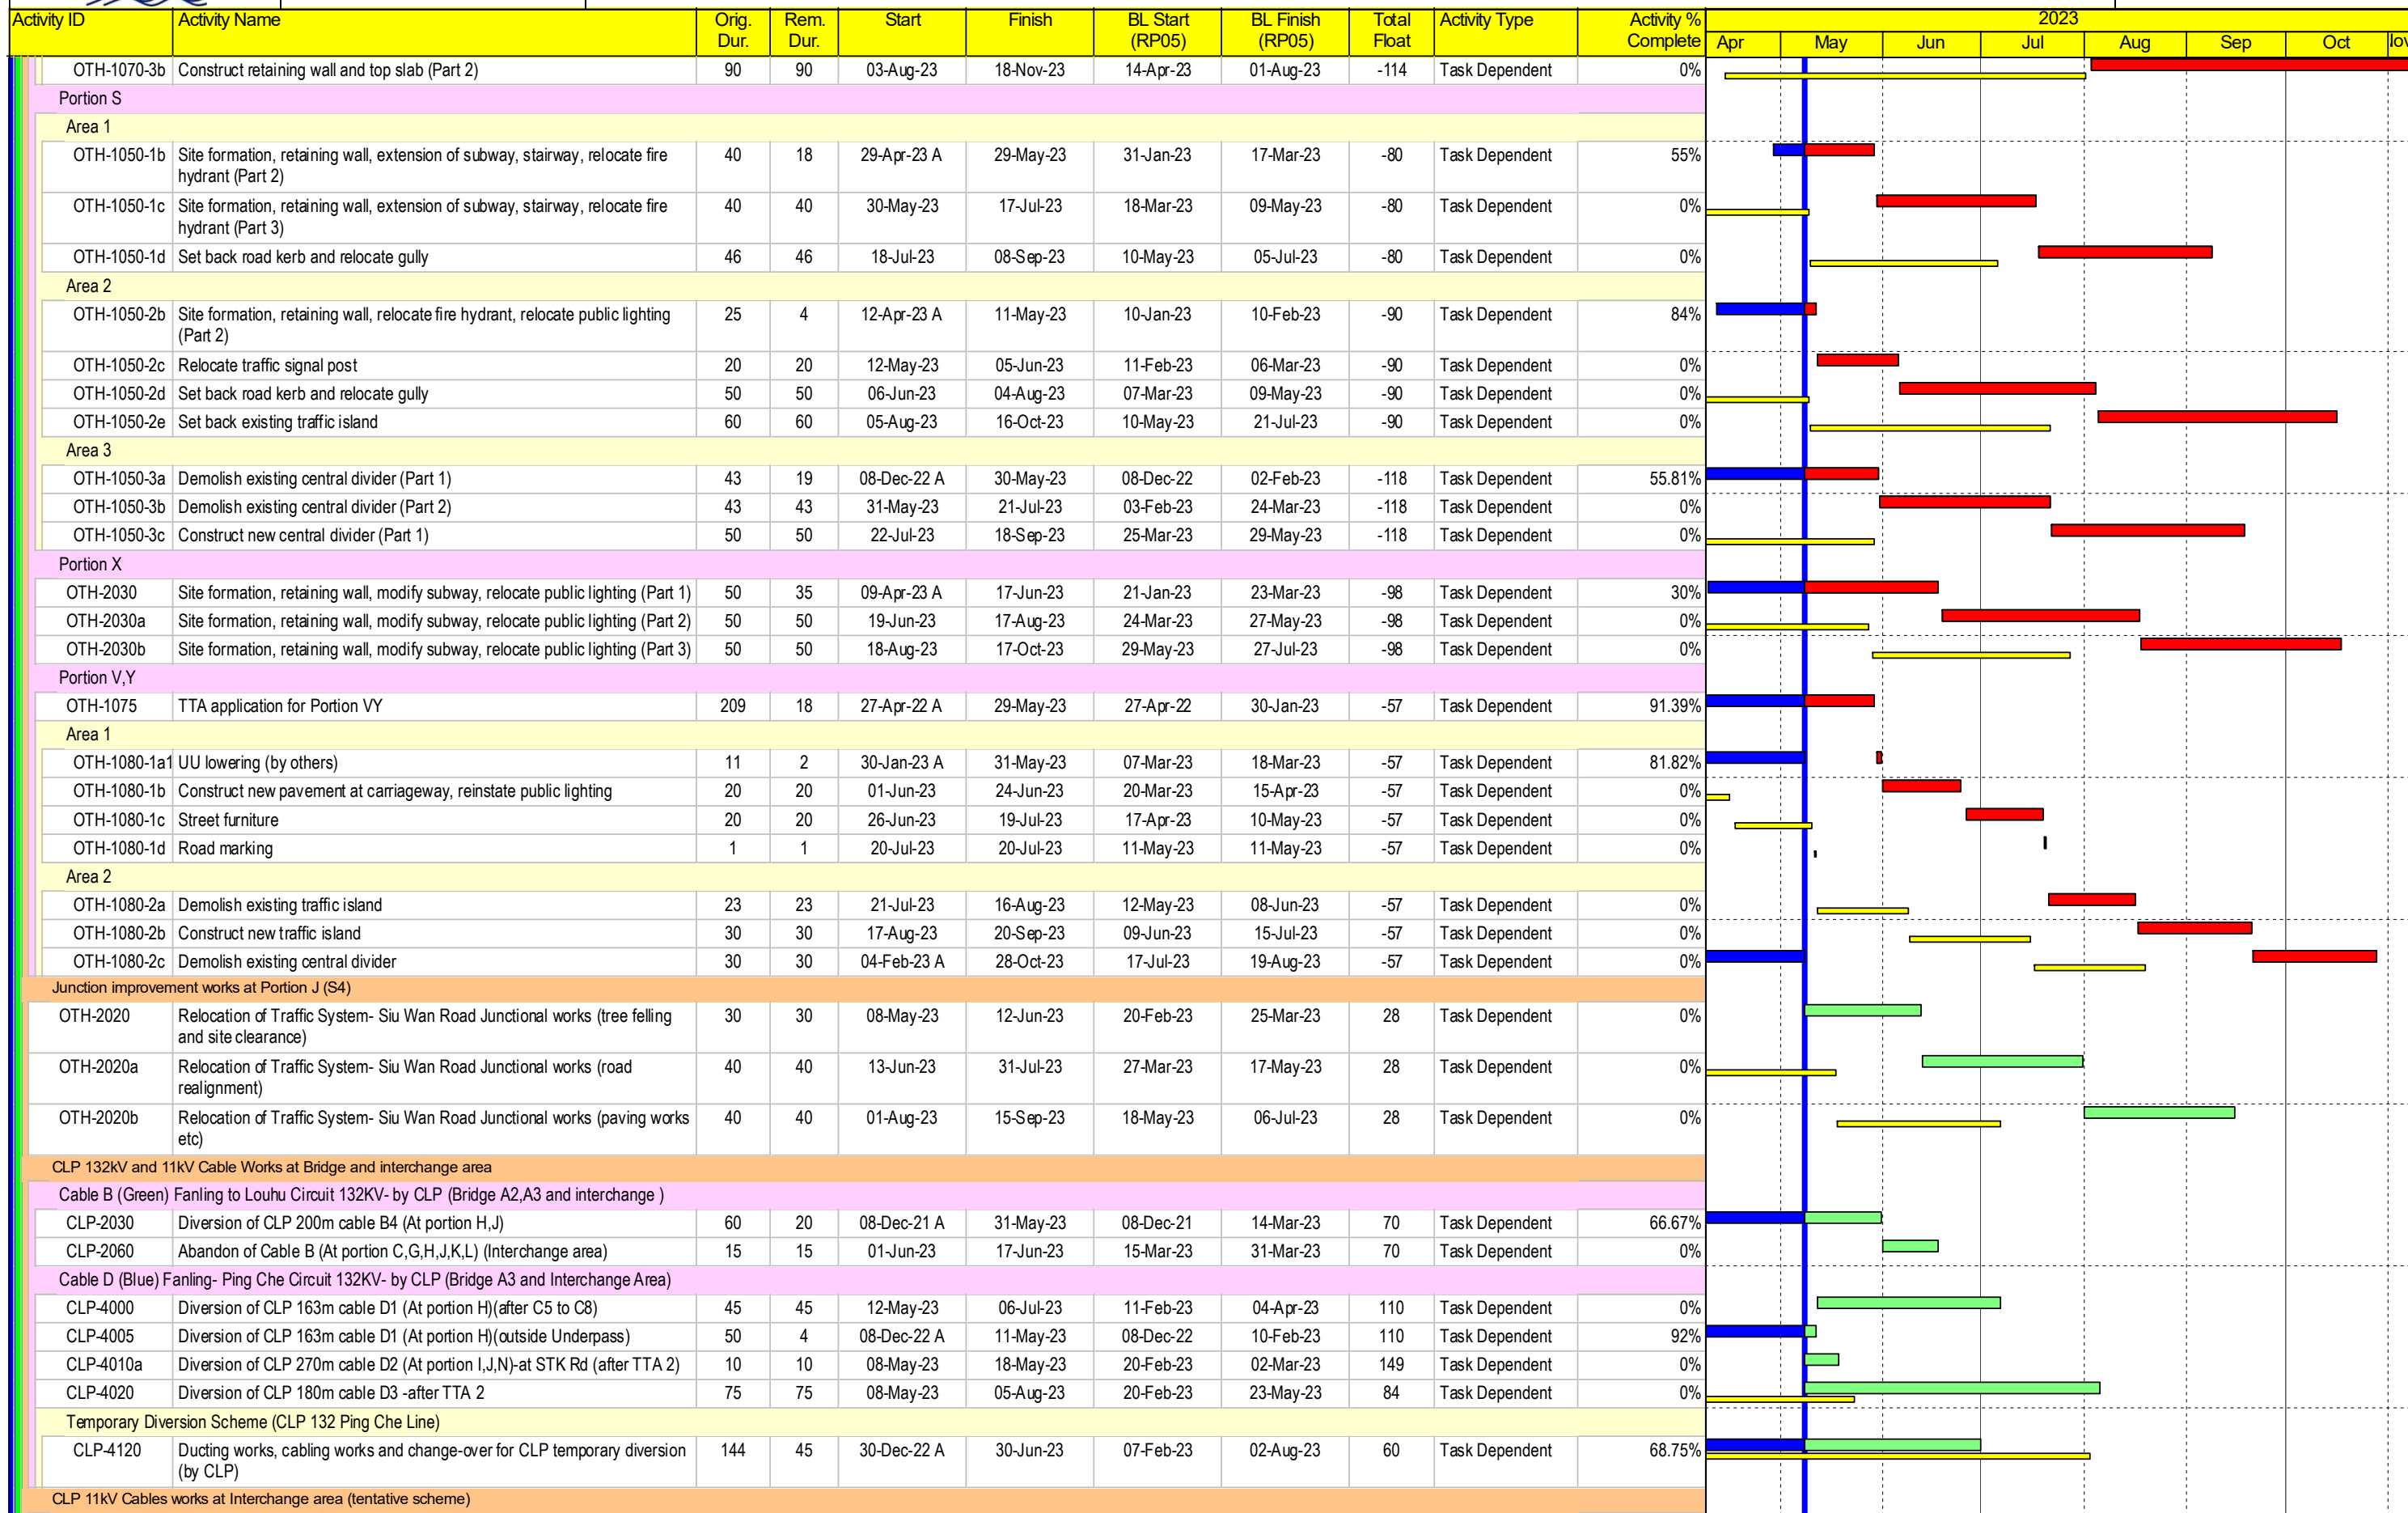 Activity ID Activity Name Orig. Dur. Rem. Dur. Start Finish BL Start (RP05) BL Finish (RP05) Total Float Activity Type Activity % Complete 2023
Apr May Jun Jul Aug Sep Oct
OTH-1070-3b Construct retaining wall and top slab (Part 2) 90 90 03-Aug-23 18-Nov-23 14-Apr-23 01-Aug-23 -114 Task Dependent 0%
Portion S
Area 1
OTH-1050-1b Site formation, retaining wall, extension of subway, stairway, relocate fire 40 18 29-Apr-23 A 29-May-23 31-Jan-23 17-Mar-23 -80 Task Dependent 55%
hydrant (Part 2)
OTH-1050-1c Site formation, retaining wall, extension of subway, stairway, relocate fire 40 40 30-May-23 17-Jul-23 18-Mar-23 09-May-23 -80 Task Dependent 0%
hydrant (Part 3)
OTH-1050-1d Set back road kerb and relocate gully 46 46 18-Jul-23 08-Sep-23 10-May-23 05-Jul-23 -80 Task Dependent 0%
Area 2
OTH-1050-2b Site formation, retaining wall, relocate fire hydrant, relocate public lighting 25 4 12-Apr-23 A 11-May-23 10-Jan-23 10-Feb-23 -90 Task Dependent 84%
(Part 2)
OTH-1050-2c Relocate traffic signal post 20 20 12-May-23 05-Jun-23 11-Feb-23 06-Mar-23 -90 Task Dependent 0%
OTH-1050-2d Set back road kerb and relocate gully 50 50 06-Jun-23 04-Aug-23 07-Mar-23 09-May-23 -90 Task Dependent 0%
OTH-1050-2e Set back existing traffic island 60 60 05-Aug-23 16-Oct-23 10-May-23 21-Jul-23 -90 Task Dependent 0%
Area 3
OTH-1050-3a Demolish existing central divider (Part 1) 43 19 08-Dec-22 A 30-May-23 08-Dec-22 02-Feb-23 -118 Task Dependent 55.81%
OTH-1050-3b Demolish existing central divider (Part 2) 43 43 31-May-23 21-Jul-23 03-Feb-23 24-Mar-23 -118 Task Dependent 0%
OTH-1050-3c Construct new central divider (Part 1) 50 50 22-Jul-23 18-Sep-23 25-Mar-23 29-May-23 -118 Task Dependent 0%
Portion X
OTH-2030 Site formation, retaining wall, modify subway, relocate public lighting (Part 1) 50 35 09-Apr-23 A 17-Jun-23 21-Jan-23 23-Mar-23 -98 Task Dependent 30%
OTH-2030a Site formation, retaining wall, modify subway, relocate public lighting (Part 2) 50 50 19-Jun-23 17-Aug-23 24-Mar-23 27-May-23 -98 Task Dependent 0%
OTH-2030b Site formation, retaining wall, modify subway, relocate public lighting (Part 3) 50 50 18-Aug-23 17-Oct-23 29-May-23 27-Jul-23 -98 Task Dependent 0%
Portion V,Y
OTH-1075 TTA application for Portion VY 209 18 27-Apr-22 A 29-May-23 27-Apr-22 30-Jan-23 -57 Task Dependent 91.39%
Area 1
OTH-1080-1a1 UU lowering (by others) 11 2 30-Jan-23 A 31-May-23 07-Mar-23 18-Mar-23 -57 Task Dependent 81.82%
OTH-1080-1b Construct new pavement at carriageway, reinstate public lighting 20 20 01-Jun-23 24-Jun-23 20-Mar-23 15-Apr-23 -57 Task Dependent 0%
OTH-1080-1c Street furniture 20 20 26-Jun-23 19-Jul-23 17-Apr-23 10-May-23 -57 Task Dependent 0%
OTH-1080-1d Road marking 1 1 20-Jul-23 20-Jul-23 11-May-23 11-May-23 -57 Task Dependent 0%
Area 2
OTH-1080-2a Demolish existing traffic island 23 23 21-Jul-23 16-Aug-23 12-May-23 08-Jun-23 -57 Task Dependent 0%
OTH-1080-2b Construct new traffic island 30 30 17-Aug-23 20-Sep-23 09-Jun-23 15-Jul-23 -57 Task Dependent 0%
OTH-1080-2c Demolish existing central divider 30 30 04-Feb-23 A 28-Oct-23 17-Jul-23 19-Aug-23 -57 Task Dependent 0%
Junction improvement works at Portion J (S4)
OTH-2020 Relocation of Traffic System- Siu Wan Road Junctional works (tree felling 30 30 08-May-23 12-Jun-23 20-Feb-23 25-Mar-23 28 Task Dependent 0%
and site clearance)
OTH-2020a Relocation of Traffic System- Siu Wan Road Junctional works (road 40 40 13-Jun-23 31-Jul-23 27-Mar-23 17-May-23 28 Task Dependent 0%
realignment)
OTH-2020b Relocation of Traffic System- Siu Wan Road Junctional works (paving works 40 40 01-Aug-23 15-Sep-23 18-May-23 06-Jul-23 28 Task Dependent 0%
etc)
CLP 132kV and 11kV Cable Works at Bridge and interchange area
Cable B (Green) Fanling to Louhu Circuit 132KV- by CLP (Bridge A2,A3 and interchange )
CLP-2030 Diversion of CLP 200m cable B4 (At portion H,J) 60 20 08-Dec-21 A 31-May-23 08-Dec-21 14-Mar-23 70 Task Dependent 66.67%
CLP-2060 Abandon of Cable B (At portion C,G,H,J,K,L) (Interchange area) 15 15 01-Jun-23 17-Jun-23 15-Mar-23 31-Mar-23 70 Task Dependent 0%
Cable D (Blue) Fanling- Ping Che Circuit 132KV- by CLP (Bridge A3 and Interchange Area)
CLP-4000 Diversion of CLP 163m cable D1 (At portion H)(after C5 to C8) 45 45 12-May-23 06-Jul-23 11-Feb-23 04-Apr-23 110 Task Dependent 0%
CLP-4005 Diversion of CLP 163m cable D1 (At portion H)(outside Underpass) 50 4 08-Dec-22 A 11-May-23 08-Dec-22 10-Feb-23 110 Task Dependent 92%
CLP-4010a Diversion of CLP 270m cable D2 (At portion I,J,N)-at STK Rd (after TTA 2) 10 10 08-May-23 18-May-23 20-Feb-23 02-Mar-23 149 Task Dependent 0%
CLP-4020 Diversion of CLP 180m cable D3 -after TTA 2 75 75 08-May-23 05-Aug-23 20-Feb-23 23-May-23 84 Task Dependent 0%
Temporary Diversion Scheme (CLP 132 Ping Che Line)
CLP-4120 Ducting works, cabling works and change-over for CLP temporary diversion 144 45 30-Dec-22 A 30-Jun-23 07-Feb-23 02-Aug-23 60 Task Dependent 68.75%
(by CLP)
CLP 11kV Cables works at Interchange area (tentative scheme)